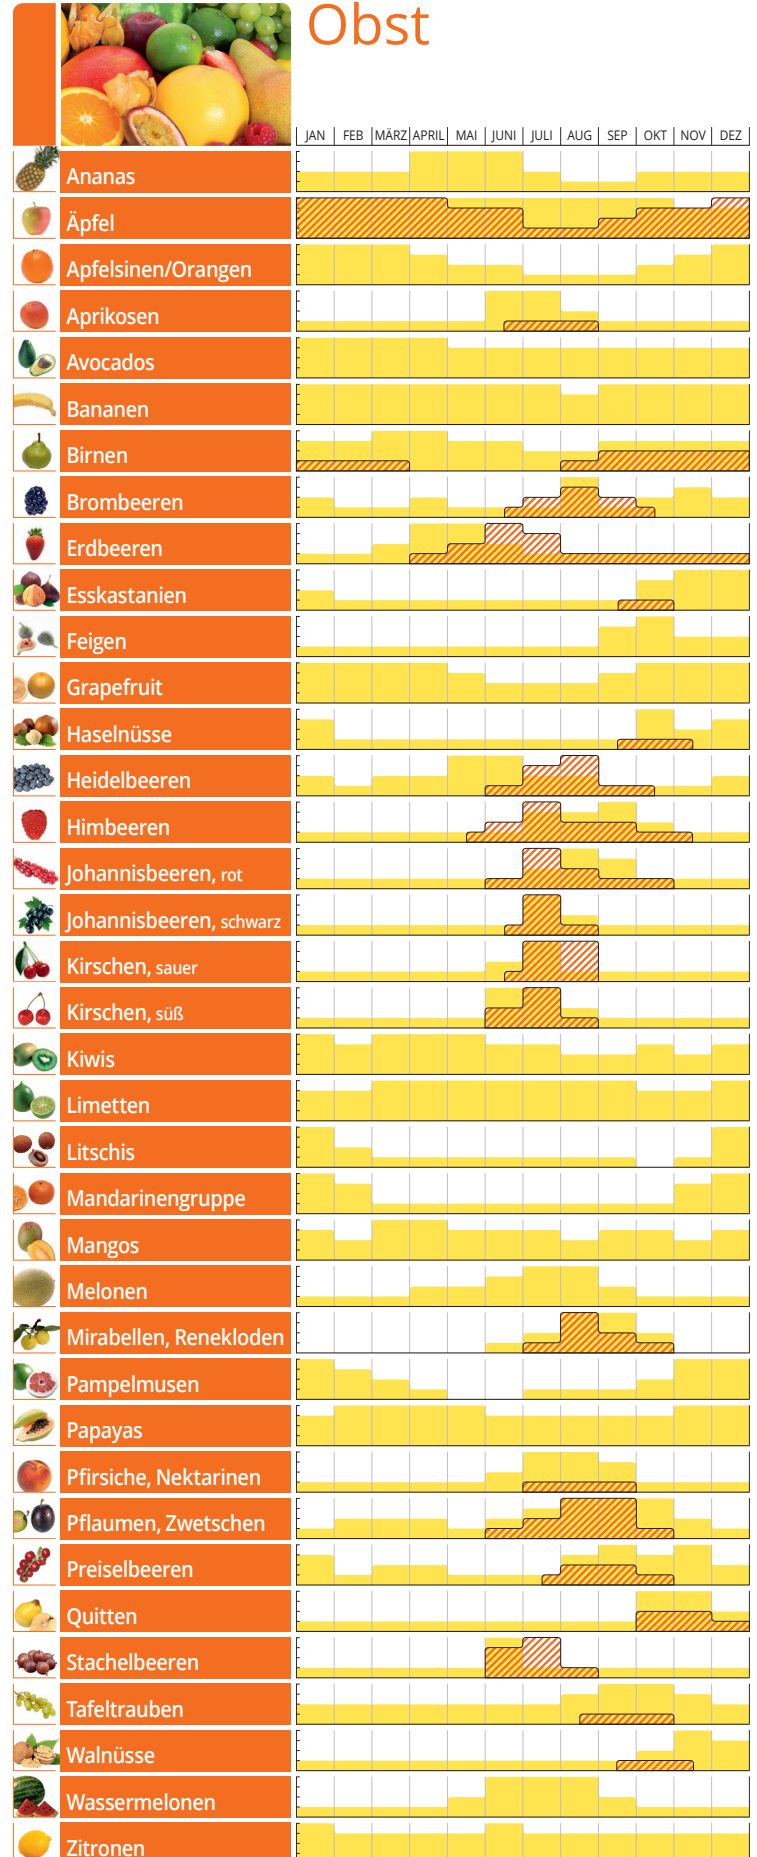 Obst
JAN FEB MÄRZ APRIL MAI JUNI JULI AUG SEP OKT NOV DEZ
Ananas
Äpfel
Apfelsinen/Orangen
Aprikosen
Avocados
Bananen
Birnen
Brombeeren
Erdbeeren
Esskastanien
Feigen
Grapefruit
Haselnüsse
Heidelbeeren
Himbeeren
Johannisbeeren, rot
Johannisbeeren, schwarz
Kirschen, sauer
Kirschen, süß
Kiwis
Limetten
Litschis
Mandarinengruppe
Mangos
Melonen
Mirabellen, Renekloden
Pampelmusen
Papayas
Pfirsiche, Nektarinen
Pflaumen, Zwetschen
Preiselbeeren
Quitten
Stachelbeeren
Tafeltrauben
Walnüsse
Wassermelonen
Zitronen